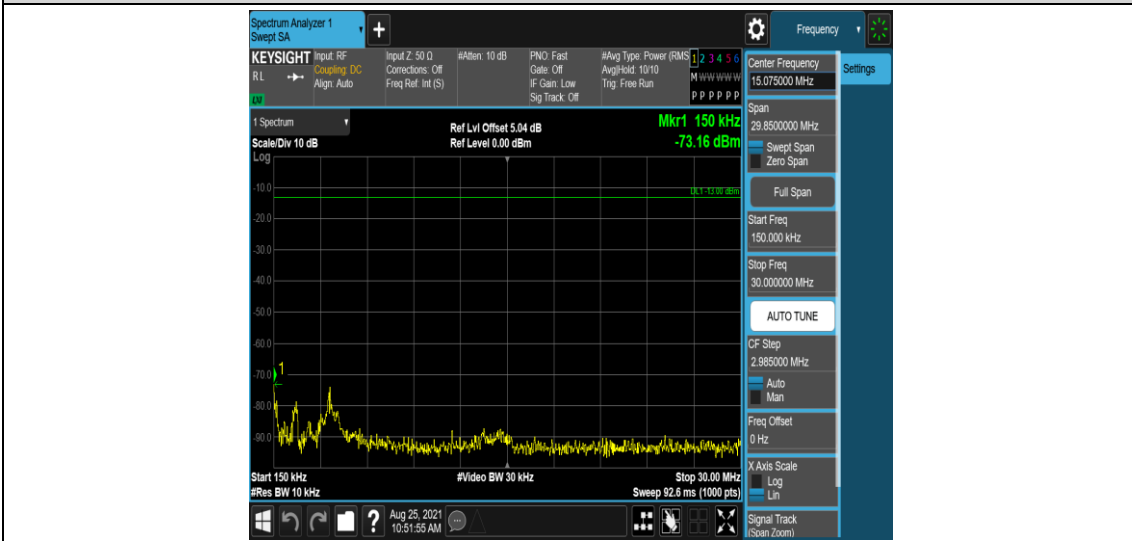 Spectrum Analyzer 1
Swept SA
+
Frequency
KEYSIGHT
RL
LXI
Input: RF
Coupling: DC
Align: Auto
Input Z: 50 Ω
Corrections: Off
Freq Ref: Int (S)
#Atten: 10 dB
PNO: Fast
Gate: Off
IF Gain: Low
Sig Track: Off
#Avg Type: Power (RMS
Avg|Hold: 10/10
Trig: Free Run
1 2 3 4 5 6
M W W W W W
P P P P P P
1 Spectrum
Scale/Div 10 dB
Log
Ref Lvl Offset 5.04 dB
Ref Level 0.00 dBm
Mkr1 150 kHz
-73.16 dBm
-10.0
DL1 -13.00 dBm
-20.0
-30.0
-40.0
-50.0
-60.0
-70.0
1
-80.0
-90.0
Start 150 kHz
#Res BW 10 kHz
#Video BW 30 kHz
Stop 30.00 MHz
Sweep 92.6 ms (1000 pts)
Center Frequency
15.075000 MHz
Settings
Span
29.8500000 MHz
Swept Span
Zero Span
Full Span
Start Freq
150.000 kHz
Stop Freq
30.000000 MHz
AUTO TUNE
CF Step
2.985000 MHz
Auto
Man
Freq Offset
0 Hz
X Axis Scale
Log
Lin
Signal Track
(Span Zoom)
?
Aug 25, 2021
10:51:55 AM